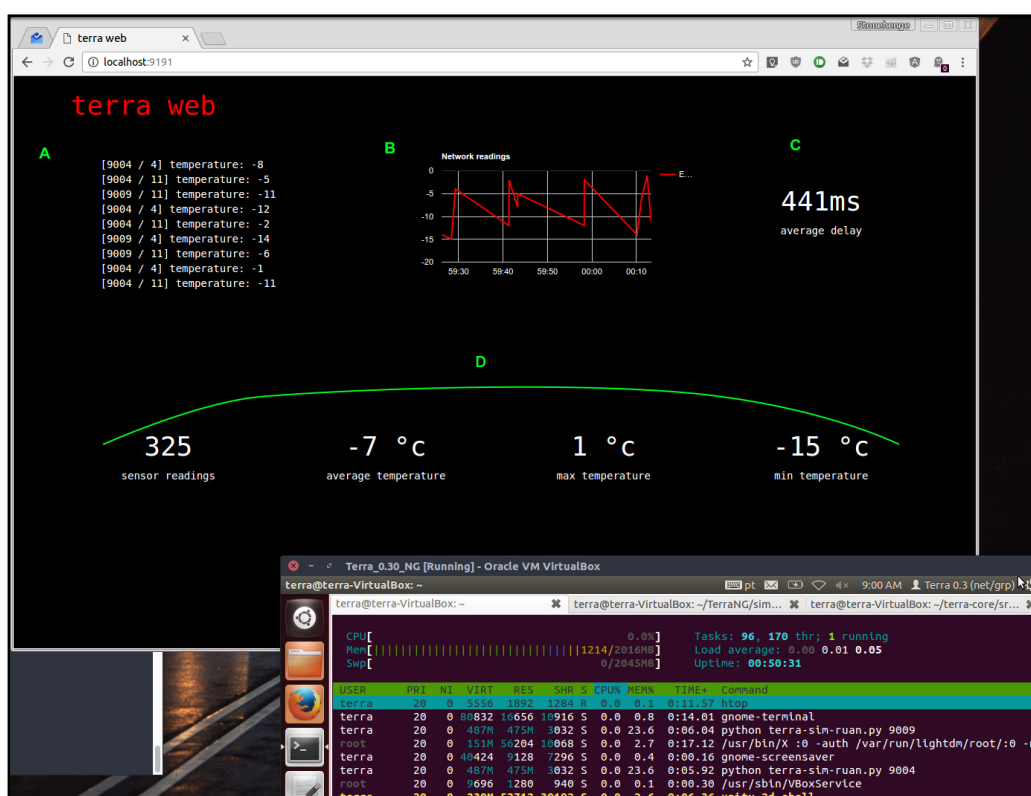 Stonehenge
terra web
localhost:9191
terra web
A
[9004 / 4] temperature: -8
[9004 / 11] temperature: -5
[9009 / 11] temperature: -11
[9004 / 4] temperature: -12
[9004 / 11] temperature: -2
[9009 / 4] temperature: -14
[9009 / 11] temperature: -6
[9004 / 4] temperature: -1
[9004 / 11] temperature: -11
B
Network readings
E...
0
-5
-10
-15
-20
59:30 59:40 59:50 00:00 00:10
C
441ms
average delay
D
325
sensor readings
-7 °c
average temperature
1 °c
max temperature
-15 °c
min temperature
Terra_0.30_NG [Running] - Oracle VM VirtualBox
terra@terra-VirtualBox: ~
pt 9:00 AM Terra 0.3 (net/grp)
terra@terra-VirtualBox: ~ terra@terra-VirtualBox: ~/TerraNG/sim... terra@terra-VirtualBox: ~/terra-core/sr...
CPU[ 0.0%] Tasks: 96, 170 thr; 1 running
Mem[||||||||||||||||||||||||||||||1214/2016MB] Load average: 0.00 0.01 0.05
Swp[ 0/2045MB] Uptime: 00:50:31
USER PRI NI VIRT RES SHR S CPU% MEM% TIME+ Command
terra 20 0 5556 1892 1284 R 0.0 0.1 0:11.57 htop
terra 20 0 80832 16656 10916 S 0.0 0.8 0:14.01 gnome-terminal
terra 20 0 487M 475M 3032 S 0.0 23.6 0:06.04 python terra-sim-ruan.py 9009
root 20 0 151M 56204 10068 S 0.0 2.7 0:17.12 /usr/bin/X :0 -auth /var/run/lightdm/root/:0
terra 20 0 40424 9128 7296 S 0.0 0.4 0:00.16 gnome-screensaver
terra 20 0 487M 475M 3032 S 0.0 23.6 0:05.92 python terra-sim-ruan.py 9004
root 20 0 9696 1280 940 S 0.0 0.1 0:00.30 /usr/sbin/VBoxService